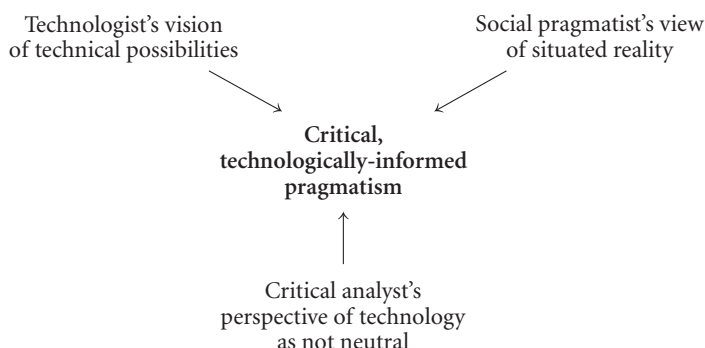 Technologist's vision
of technical possibilities
Social pragmatist's view
of situated reality
Critical,
technologically-informed
pragmatism
Critical analyst's
perspective of technology
as not neutral